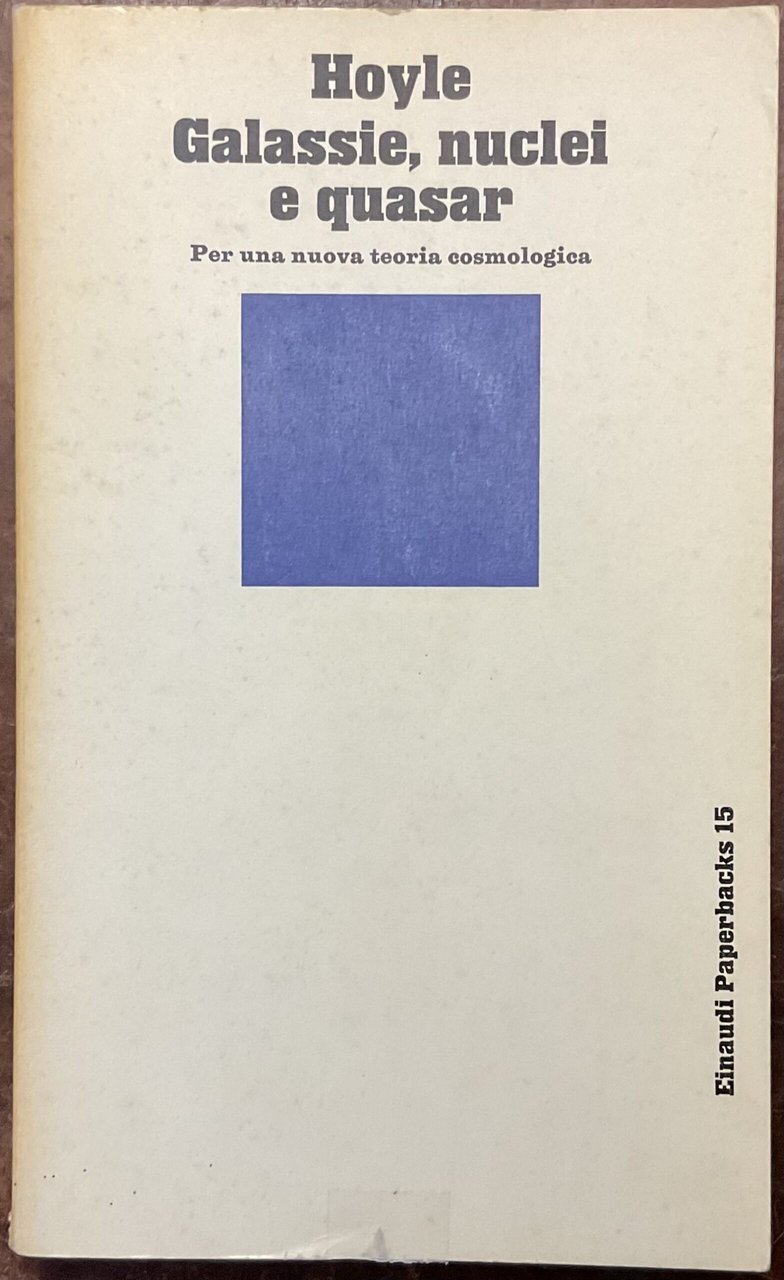 Hoyle
Galassie, nuclei
e quasar
Per una nuova teoria cosmologica
Einaudi Paperbacks 15